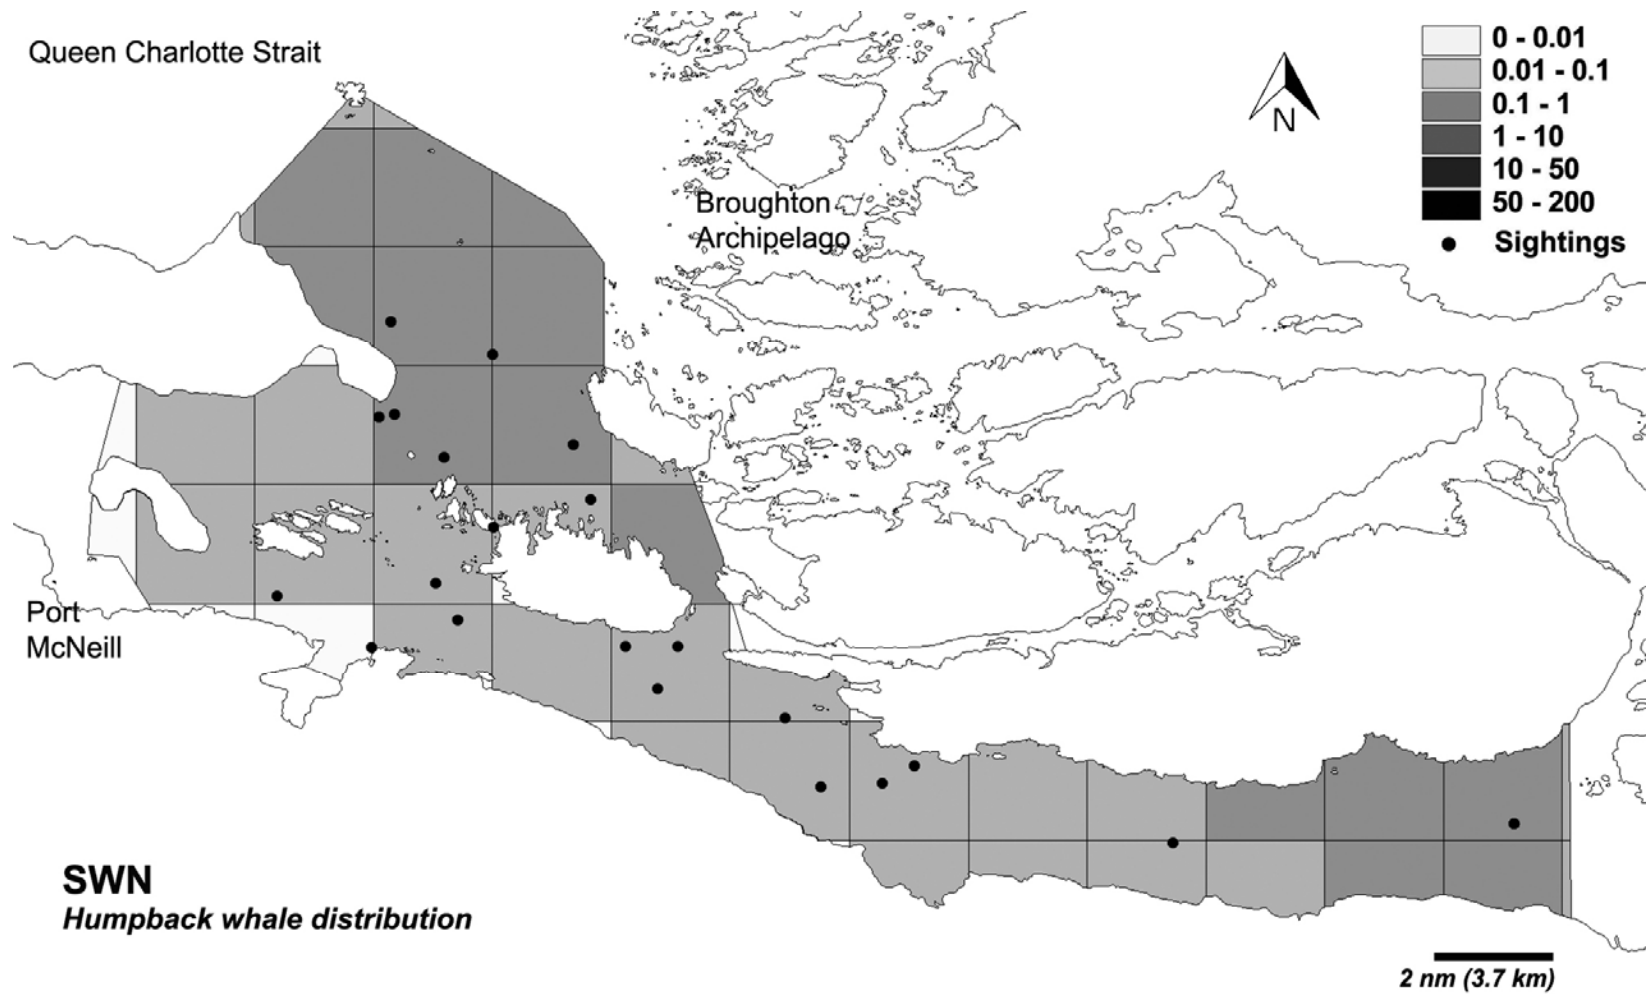 Queen Charlotte Strait
0 - 0.01
0.01 - 0.1
0.1 - 1
1 - 10
10 - 50
50 - 200
Sightings
N
Broughton
Archipelago
Port
McNeill
SWN
Humpback whale distribution
2 nm (3.7 km)